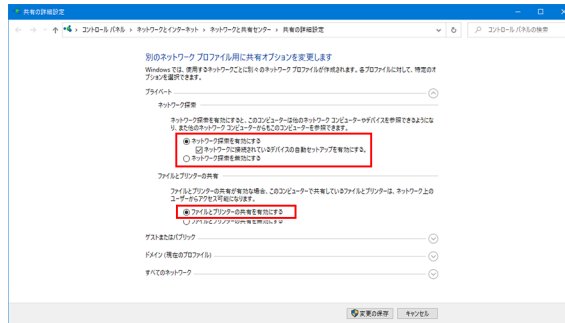 共有の詳細設定
コントロール パネル › ネットワークとインターネット › ネットワークと共有センター › 共有の詳細設定
コントロール パネルの検索
別のネットワーク プロファイル用に共有オプションを変更します
Windows では、使用するネットワークごとに別々のネットワーク プロファイルが作成されます。各プロファイルに対して、特定のオ
プションを選択できます。
プライベート
ネットワーク探索
ネットワーク探索を有効にすると、このコンピューターは他のネットワーク コンピューターやデバイスを参照できるようにな
り、また他のネットワーク コンピューターからもこのコンピューターを参照できます。
ネットワーク探索を有効にする
ネットワークに接続されているデバイスの自動セットアップを有効にする。
ネットワーク探索を無効にする
ファイルとプリンターの共有
ファイルとプリンターの共有が有効な場合、このコンピューターで共有しているファイルとプリンターは、ネットワーク上の
ユーザーからアクセス可能になります。
ファイルとプリンターの共有を有効にする
ファイルとプリンターの共有を無効にする
ゲストまたはパブリック
ドメイン (現在のプロファイル)
すべてのネットワーク
変更の保存
キャンセル